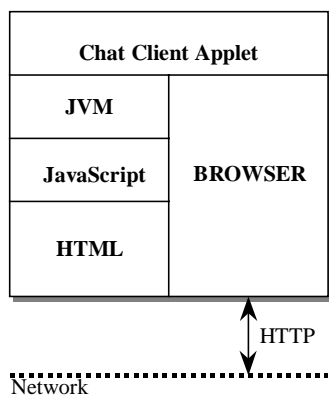 Chat Client Applet
JVM
JavaScript
BROWSER
HTML
HTTP
Network